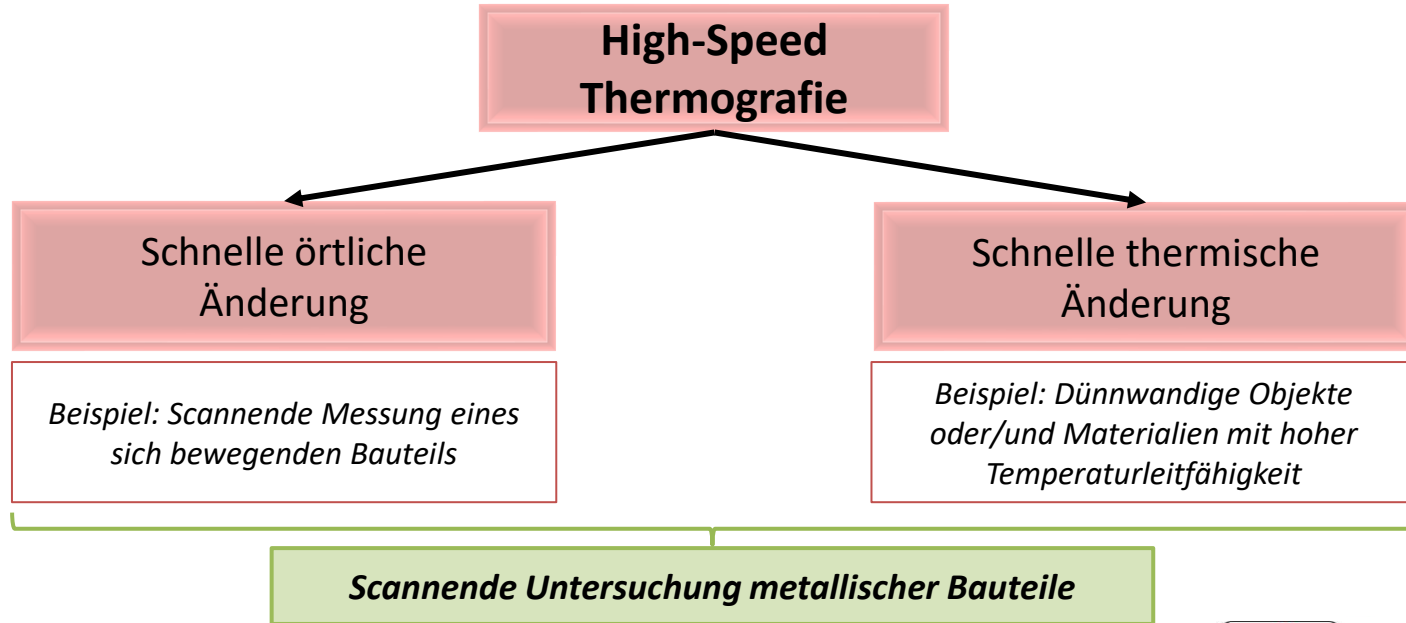 High-Speed
Thermografie
Schnelle örtliche
Änderung
Schnelle thermische
Änderung
Beispiel: Scannende Messung eines
sich bewegenden Bauteils
Beispiel: Dünnwandige Objekte
oder/und Materialien mit hoher
Temperaturleitfähigkeit
Scannende Untersuchung metallischer Bauteile